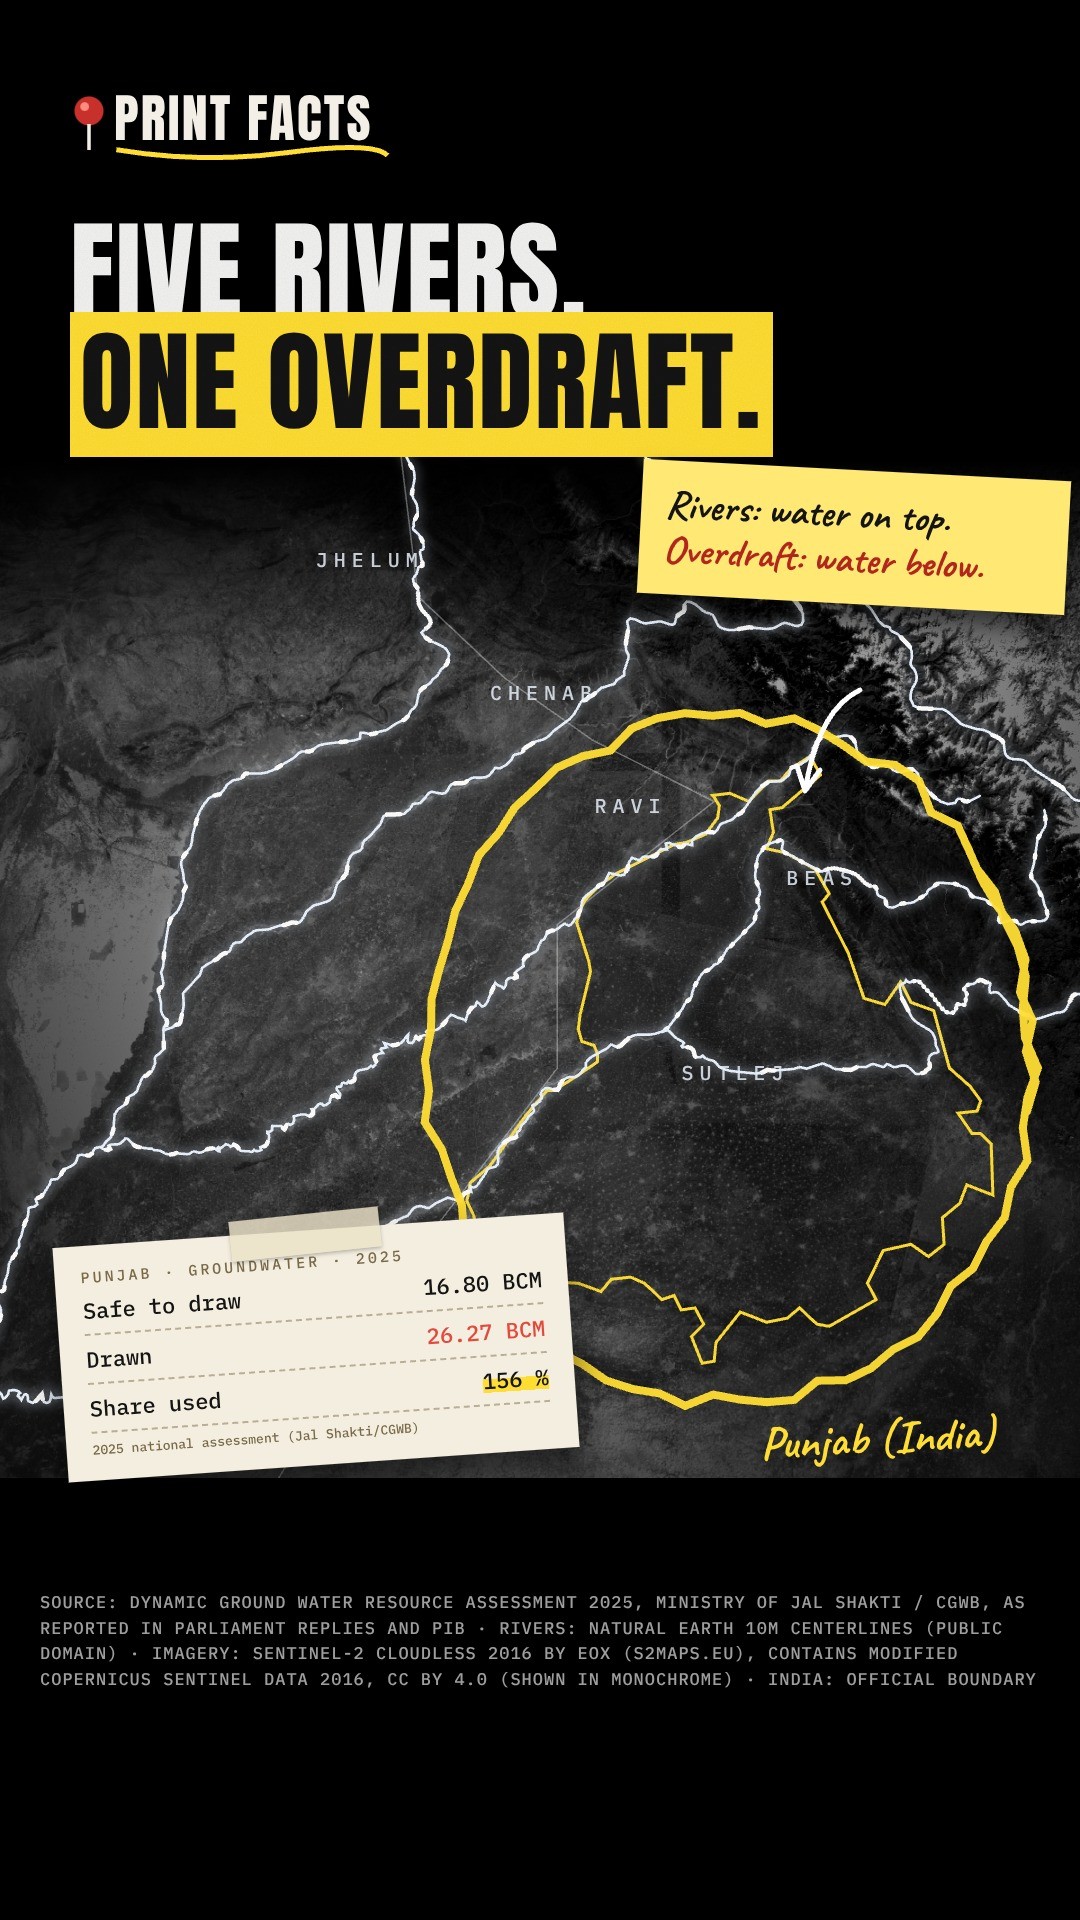 PRINT FACTS
FIVE RIVERS.
ONE OVERDRAFT.
Rivers: water on top.
Overdraft: water below.
JHELUM
CHENAB
RAVI
BEAS
SUTLEJ
PUNJAB · GROUNDWATER · 2025
Safe to draw 16.80 BCM
Drawn 26.27 BCM
Share used 156 %
2025 national assessment (Jal Shakti/CGWB)
Punjab (India)
SOURCE: DYNAMIC GROUND WATER RESOURCE ASSESSMENT 2025, MINISTRY OF JAL SHAKTI / CGWB, AS
REPORTED IN PARLIAMENT REPLIES AND PIB · RIVERS: NATURAL EARTH 10M CENTERLINES (PUBLIC
DOMAIN) · IMAGERY: SENTINEL-2 CLOUDLESS 2016 BY EOX (S2MAPS.EU), CONTAINS MODIFIED
COPERNICUS SENTINEL DATA 2016, CC BY 4.0 (SHOWN IN MONOCHROME) · INDIA: OFFICIAL BOUNDARY